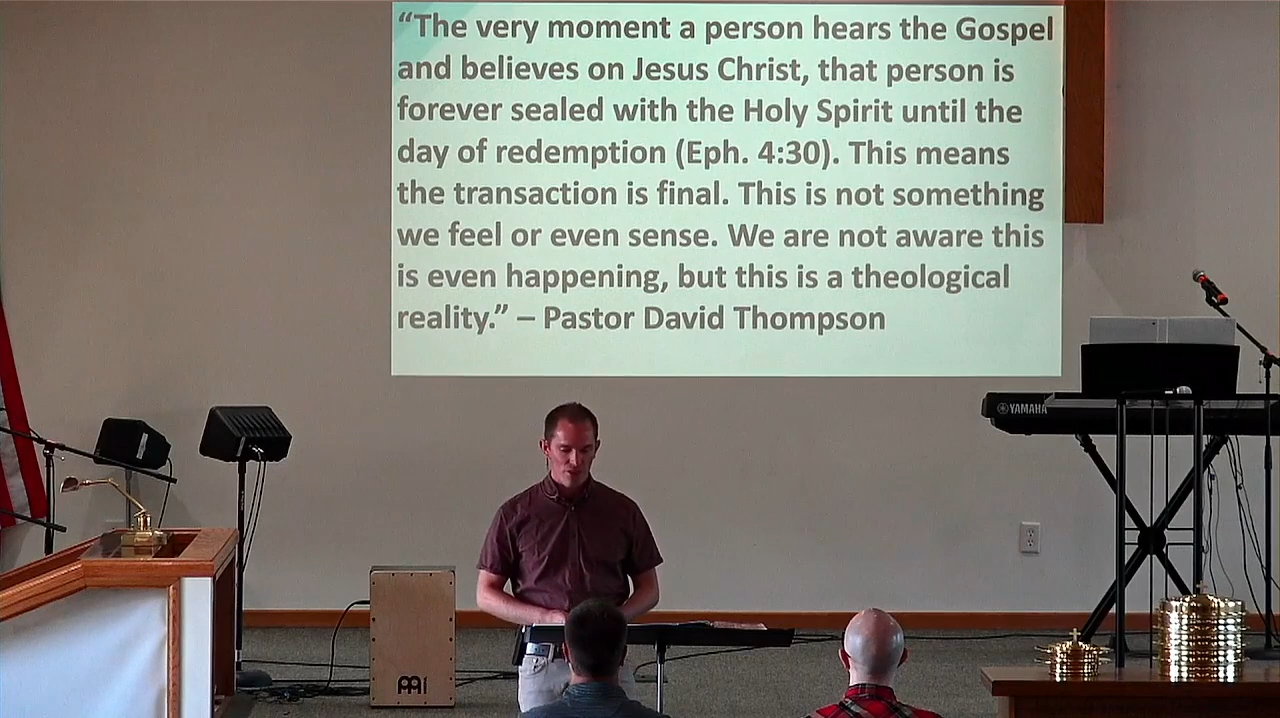 “The very moment a person hears the Gospel
and believes on Jesus Christ, that person is
forever sealed with the Holy Spirit until the
day of redemption (Eph. 4:30). This means
the transaction is final. This is not something
we feel or even sense. We are not aware this
is even happening, but this is a theological
reality.” – Pastor David Thompson
YAMAHA